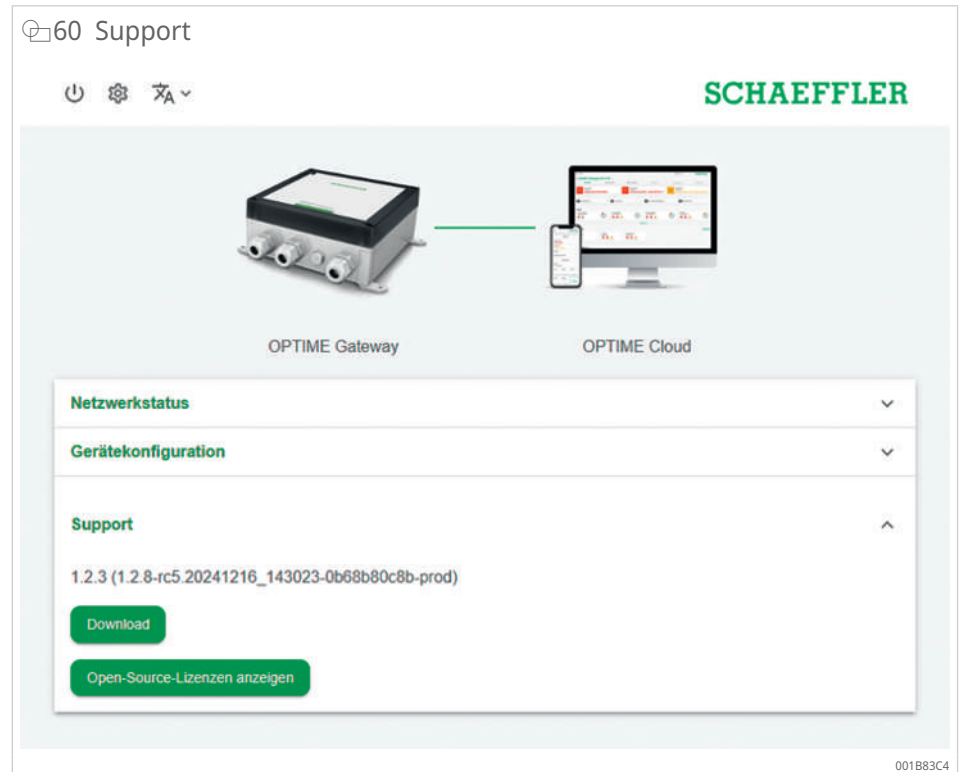 60 Support
SCHAEFFLER
OPTIME Gateway
OPTIME Cloud
Netzwerkstatus
Gerätekonfiguration
Support
1.2.3 (1.2.8-rc5.20241216_143023-0b68b80c8b-prod)
Download
Open-Source-Lizenzen anzeigen
001B83C4